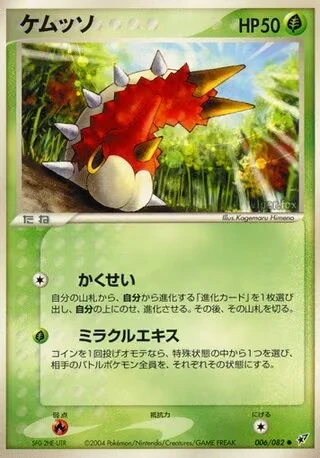 ケムッソ HP50
たね
Illus. Kagemaru Himeno
かくせい
自分の山札から、自分から進化する「進化カード」を1枚選び
出し、自分の上にのせ、進化させる。その後、その山札を切る。
ミラクルエキス
コインを1回投げオモテなら、特殊状態の中から1つを選び、
相手のバトルポケモン全員を、それぞれその状態にする。
弱点 抵抗力 にげる
©2004 Pokémon/Nintendo/Creatures/GAME FREAK. 006/082 ●